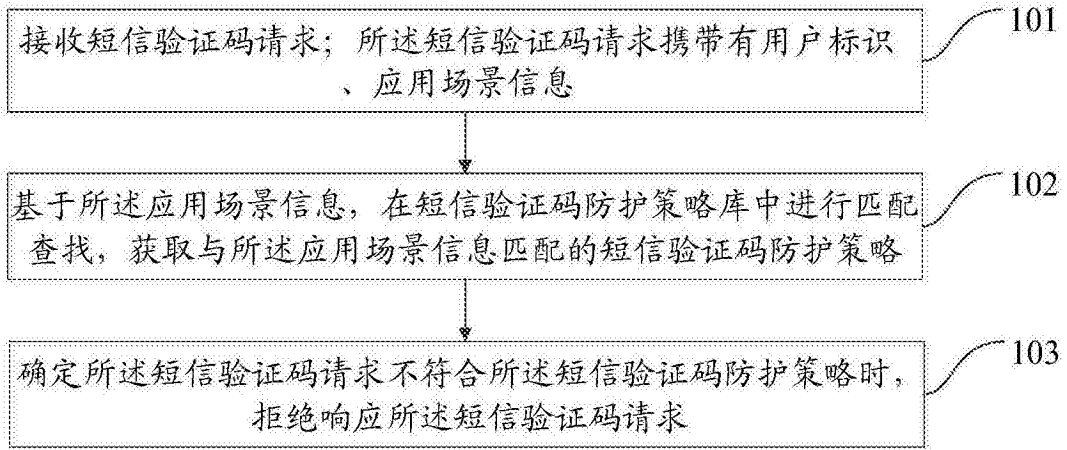 接收短信验证码请求；所述短信验证码请求携带有用户标识
、应用场景信息
101
基于所述应用场景信息，在短信验证码防护策略库中进行匹配
查找，获取与所述应用场景信息匹配的短信验证码防护策略
102
确定所述短信验证码请求不符合所述短信验证码防护策略时，
拒绝响应所述短信验证码请求
103